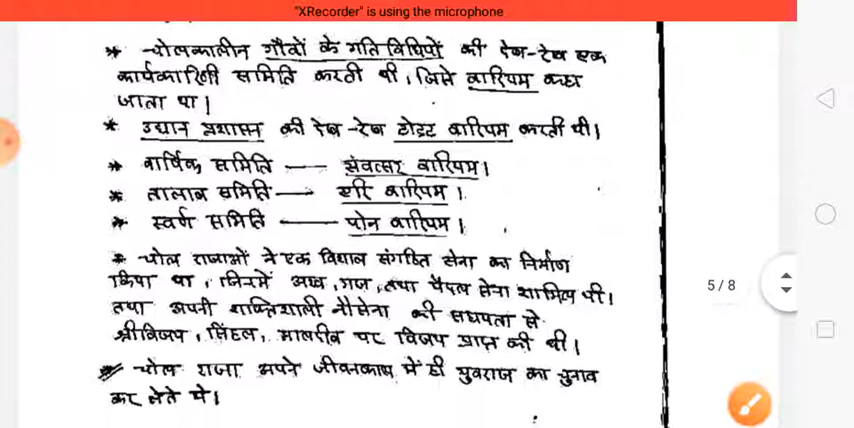 "XRecorder" is using the microphone
* चोलकालीन गाँवों के गतिविधियों की देख-रेख एक
कार्यकारिणी समिति करती थी, जिसे वारियम कहा
जाता था।
* उद्यान प्रशासन की देख-रेख टोट्ट वारियम करती थी।
* वार्षिक समिति — संवत्सर वारियम।
* तालाब समिति → एरि वारियम।
* स्वर्ण समिति — पोन वारियम।
* चोल राजाओं ने एक विशाल संगठित सेना का निर्माण
किया था, जिनमें अश्व, गज, तथा पैदल सेना शामिल थी।
तथा अपनी शक्तिशाली नौसेना की सहायता से
श्रीविजय, सिंहल, मालदीव पर विजय प्राप्त की थी।
* चोल राजा अपने जीवनकाल में ही युवराज का चुनाव
कर लेते थे।
5/8